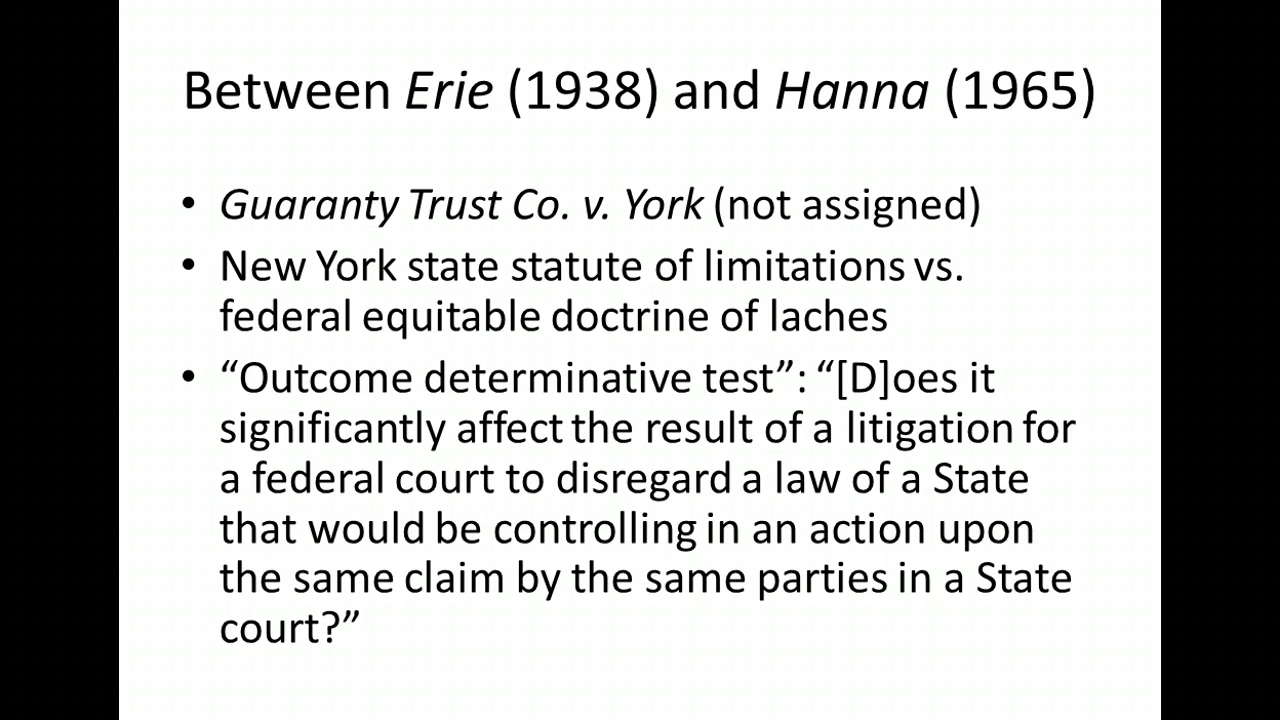 Between Erie (1938) and Hanna (1965)
• Guaranty Trust Co. v. York (not assigned)
• New York state statute of limitations vs.
federal equitable doctrine of laches
• “Outcome determinative test”: “[D]oes it
significantly affect the result of a litigation for
a federal court to disregard a law of a State
that would be controlling in an action upon
the same claim by the same parties in a State
court?”